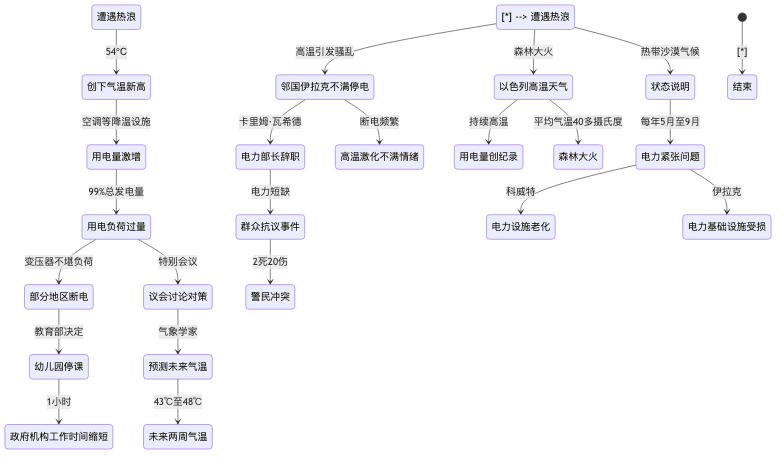 遭遇热浪
[*] --> 遭遇热浪
54°C
高温引发骚乱
森林大火
热带沙漠气候
[*]
创下气温新高
邻国伊拉克不满停电
以色列高温天气
状态说明
结束
空调等降温设施
卡里姆·瓦希德
断电频繁
持续高温
平均气温40多摄氏度
每年5月至9月
用电量激增
电力部长辞职
高温激化不满情绪
用电量创纪录
森林大火
电力紧张问题
99%总发电量
电力短缺
科威特
伊拉克
用电负荷过量
群众抗议事件
电力设施老化
电力基础设施受损
变压器不堪负荷
特别会议
2死20伤
部分地区断电
议会讨论对策
警民冲突
教育部决定
气象学家
幼儿园停课
预测未来气温
1小时
43℃至48℃
政府机构工作时间缩短
未来两周气温